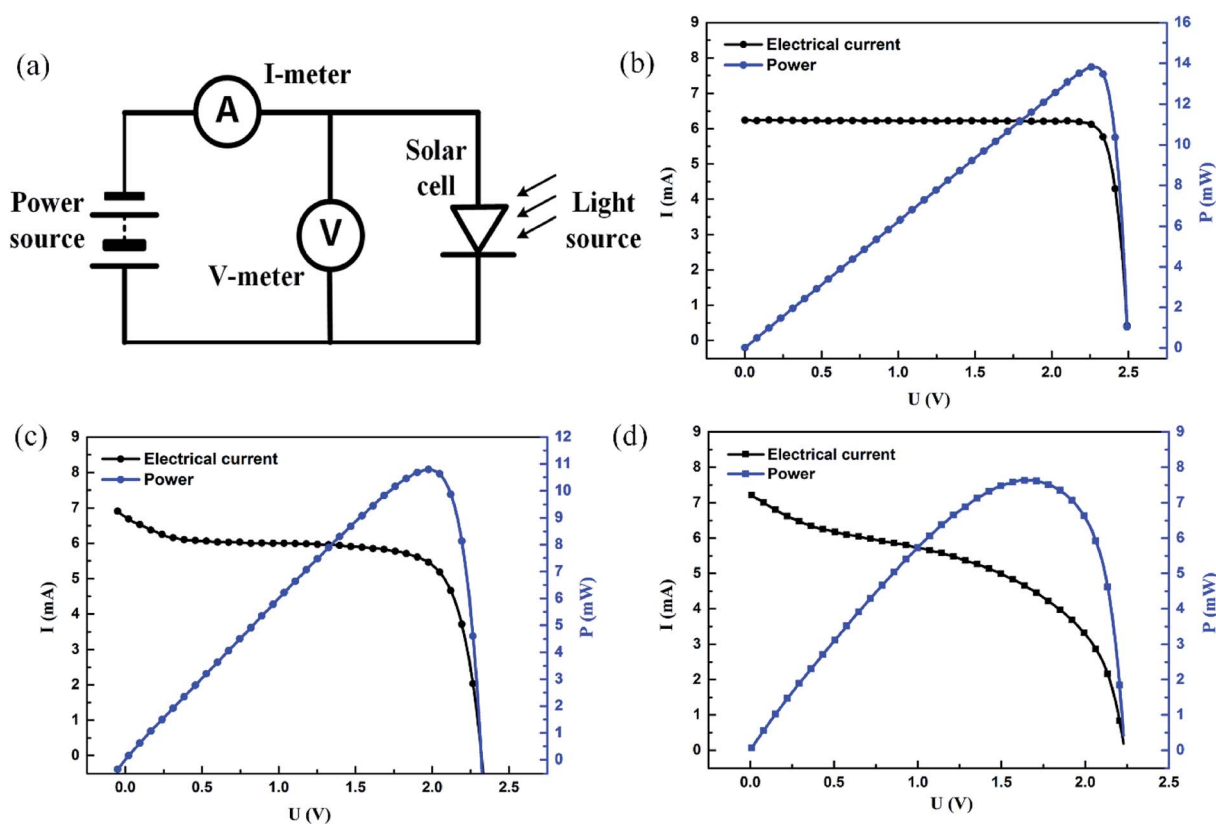 (a)
I-meter
A
Power
source
V
V-meter
Solar
cell
Light
source
(b)
Electrical current
Power
I (mA)
9
8
7
6
5
4
3
2
1
0
P (mW)
16
14
12
10
8
6
4
2
0
0.0 0.5 1.0 1.5 2.0 2.5
U (V)
(c)
Electrical current
Power
I (mA)
9
8
7
6
5
4
3
2
1
0
P (mW)
12
11
10
9
8
7
6
5
4
3
2
1
0
0.0 0.5 1.0 1.5 2.0 2.5
U (V)
(d)
Electrical current
Power
I (mA)
9
8
7
6
5
4
3
2
1
0
P (mW)
9
8
7
6
5
4
3
2
1
0
0.0 0.5 1.0 1.5 2.0 2.5
U (V)